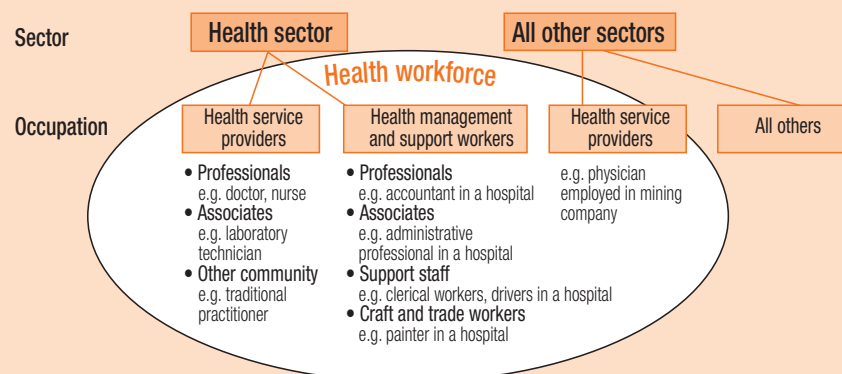 Sector
Health sector
All other sectors
Health workforce
Occupation
Health service
providers
Health management
and support workers
Health service
providers
All others
• Professionals
e.g. doctor, nurse
• Associates
e.g. laboratory
technician
• Other community
e.g. traditional
practitioner
• Professionals
e.g. accountant in a hospital
• Associates
e.g. administrative
professional in a hospital
• Support staff
e.g. clerical workers, drivers in a hospital
• Craft and trade workers
e.g. painter in a hospital
e.g. physician
employed in mining
company